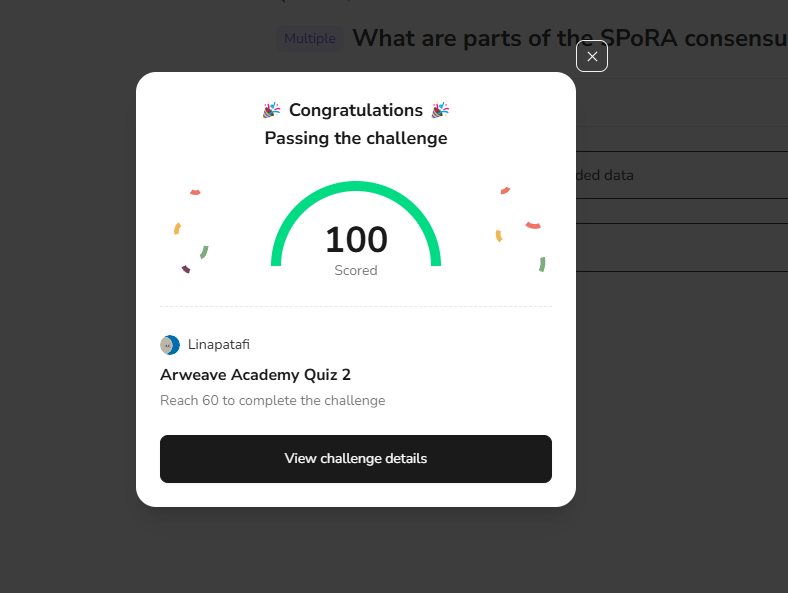 Multiple What are parts of the SPoRA consensu
🎉 Congratulations 🎉
Passing the challenge
ded data
100
Scored
Linapatafi
Arweave Academy Quiz 2
Reach 60 to complete the challenge
View challenge details